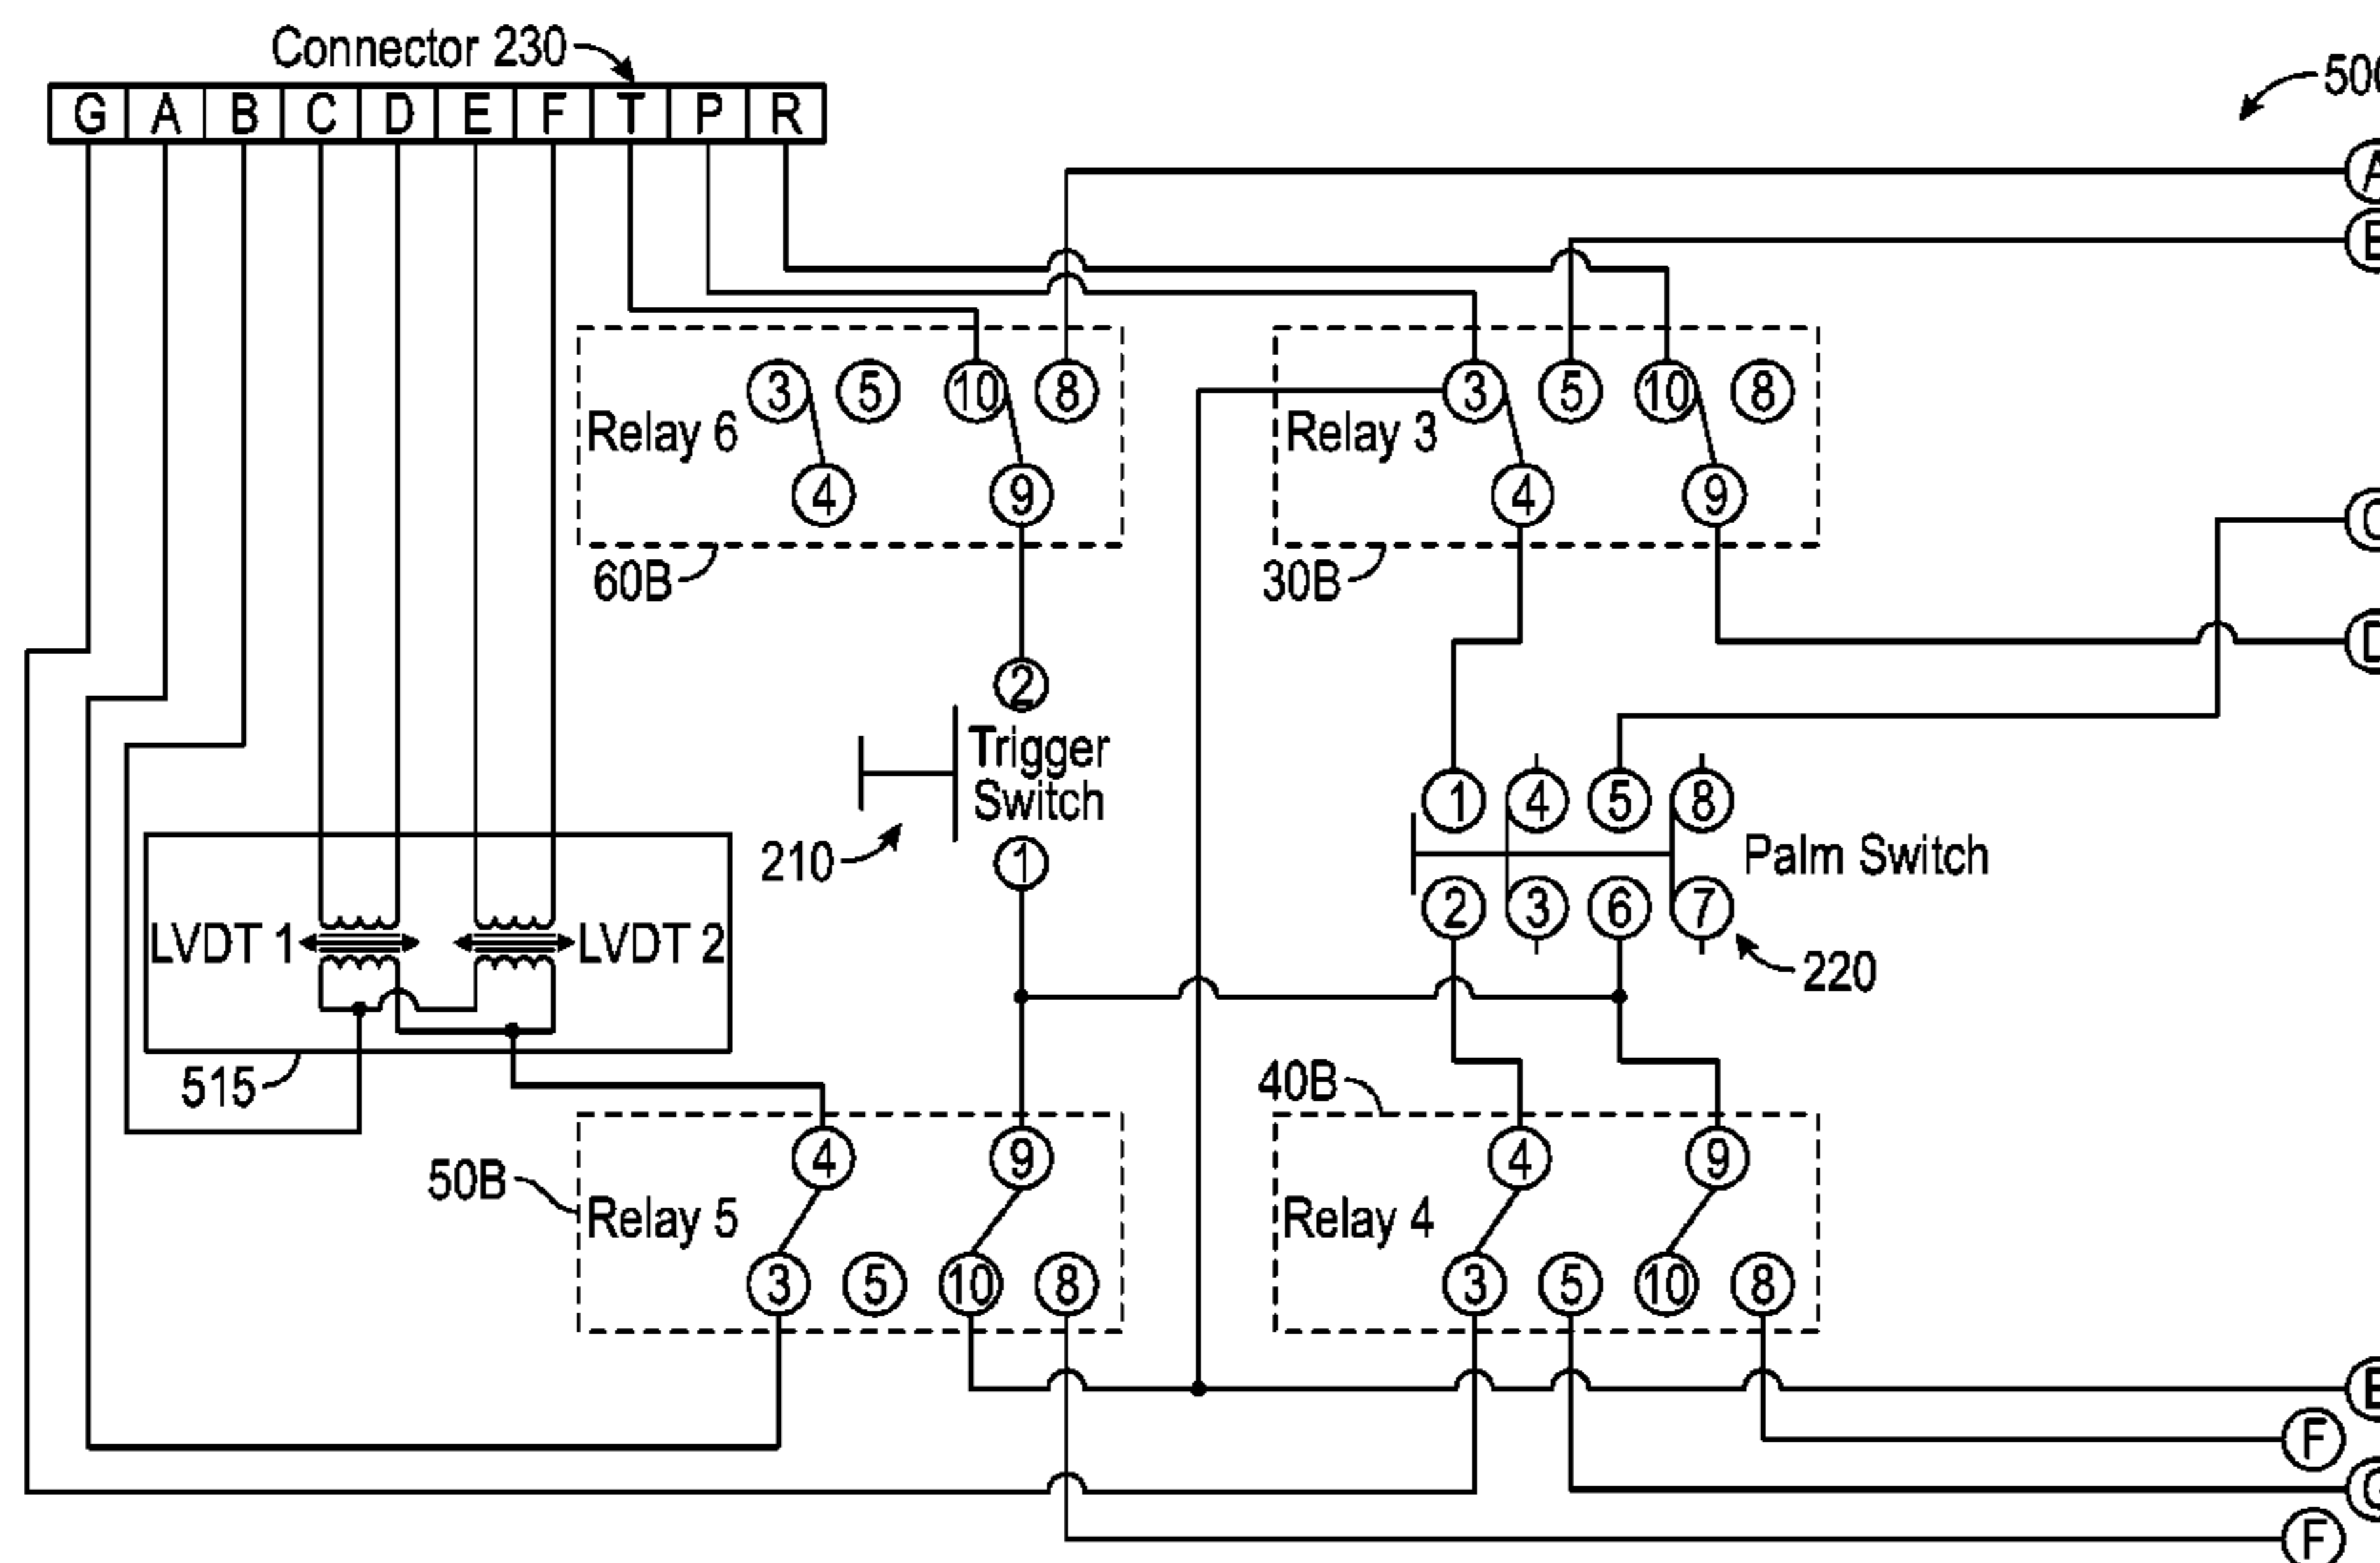 Connector 230
G A B C D E F T P R
A
3 5 10 8
Relay 6
4 9
60B
3 5 10 8
Relay 3
4 9
30B
2
Trigger
Switch
210
1
1 4 5 8
Palm Switch
2 3 6 7
220
LVDT 1
LVDT 2
515
50B
4 9
Relay 5
3 5 10 8
40B
4 9
Relay 4
3 5 10 8
F
F